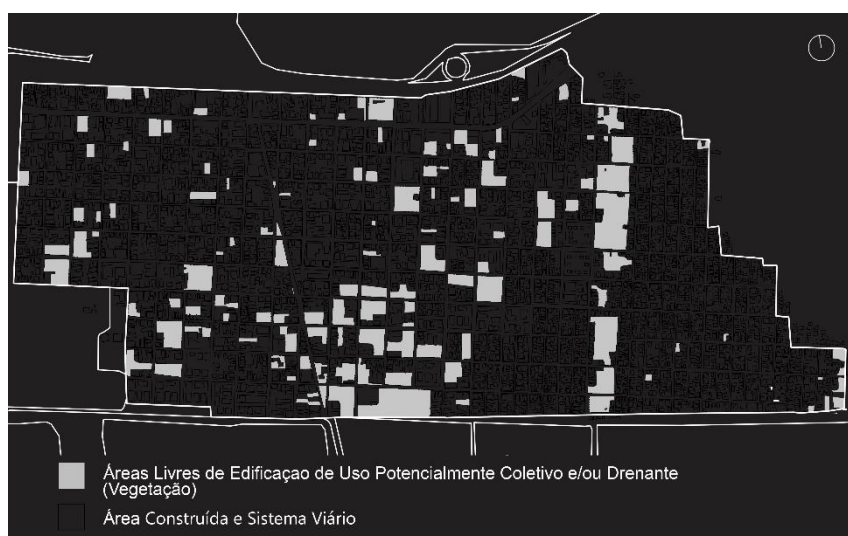 Áreas Livres de Edificaçao de Uso Potencialmente Coletivo e/ou Drenante
(Vegetação)
Área Construída e Sistema Viário